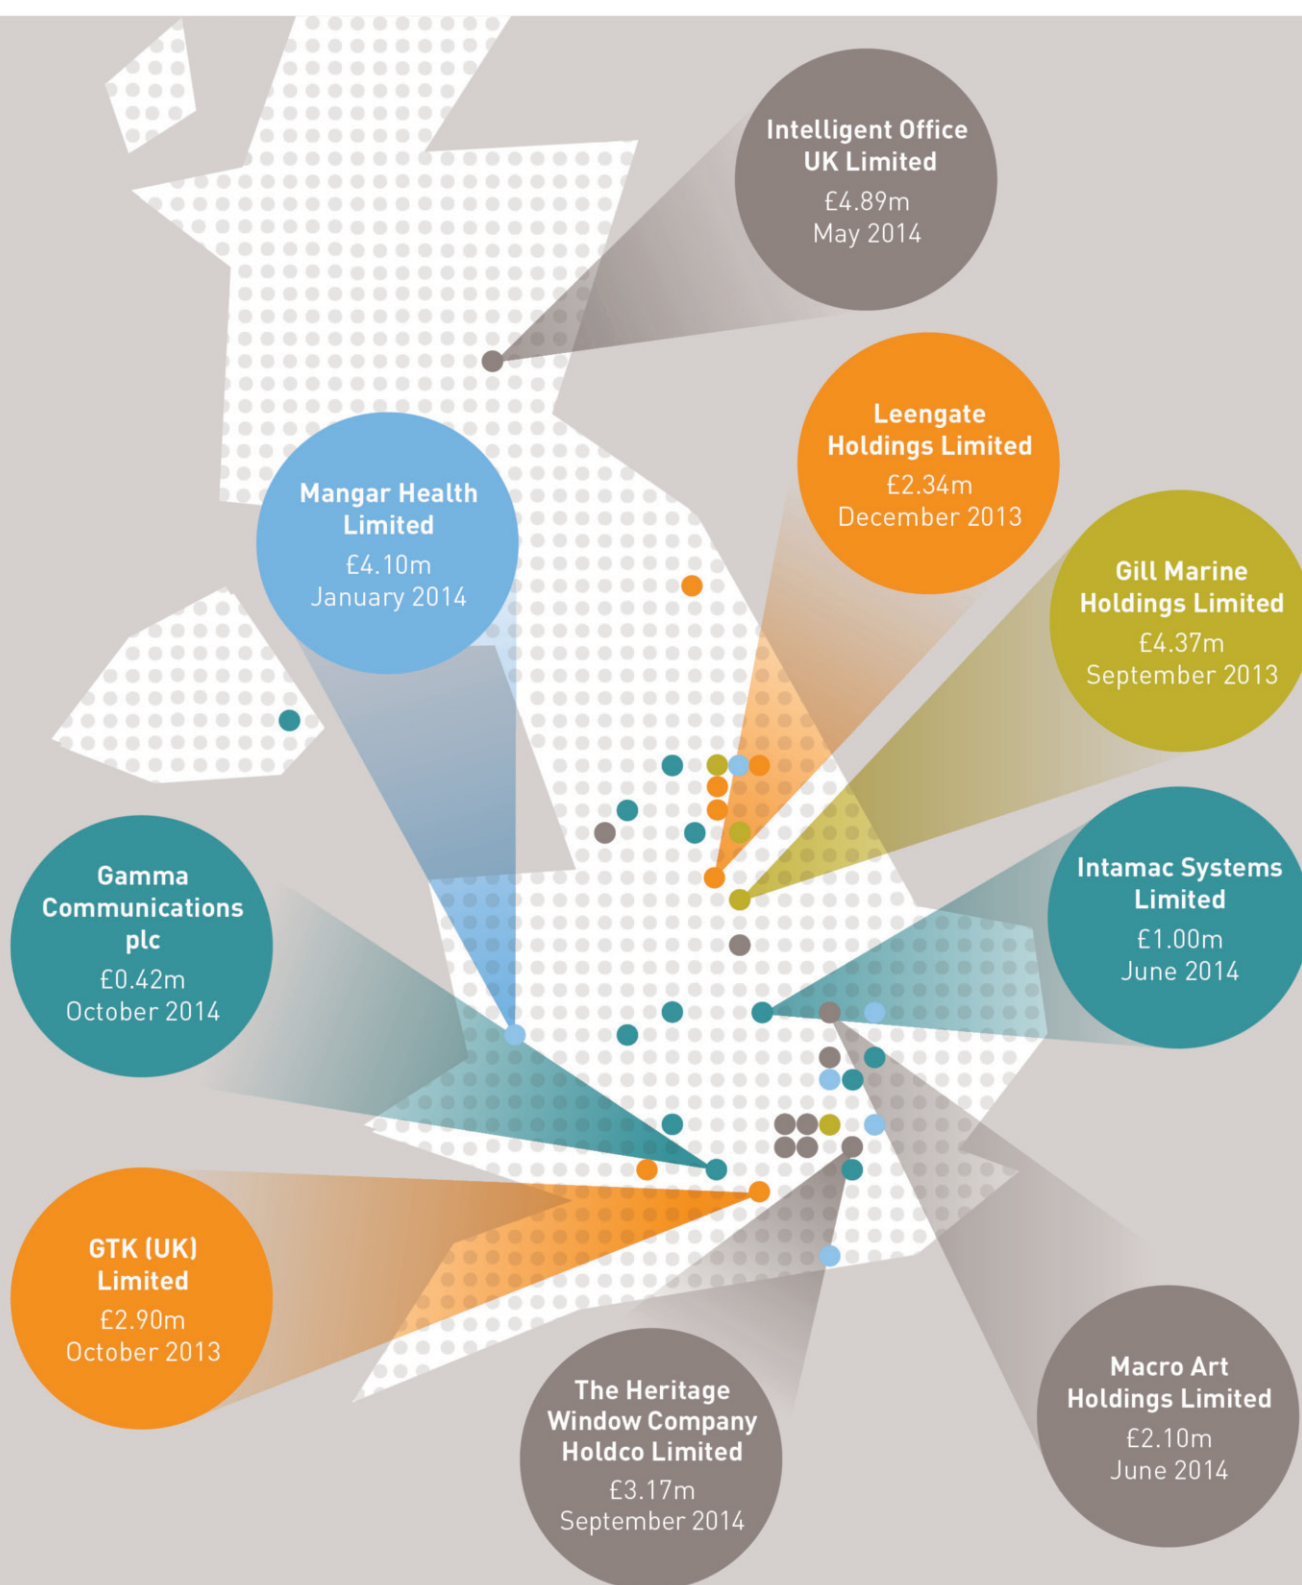 Intelligent Office
UK Limited
£4.89m
May 2014
Leengate
Holdings Limited
£2.34m
December 2013
Mangar Health
Limited
£4.10m
January 2014
Gill Marine
Holdings Limited
£4.37m
September 2013
Gamma
Communications
plc
£0.42m
October 2014
Intamac Systems
Limited
£1.00m
June 2014
GTK (UK)
Limited
£2.90m
October 2013
The Heritage
Window Company
Holdco Limited
£3.17m
September 2014
Macro Art
Holdings Limited
£2.10m
June 2014